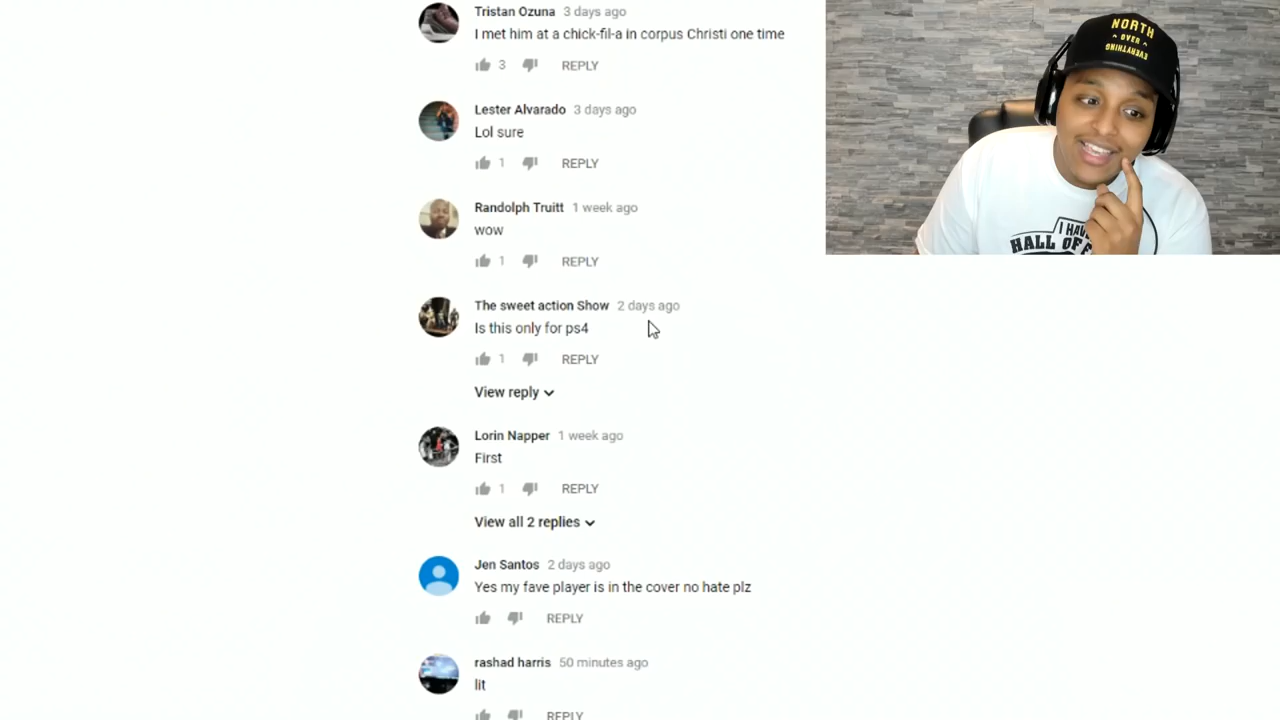 Tristan Ozuna 3 days ago
I met him at a chick-fil-a in corpus Christi one time
3 REPLY
Lester Alvarado 3 days ago
Lol sure
1 REPLY
Randolph Truitt 1 week ago
wow
1 REPLY
The sweet action Show 2 days ago
Is this only for ps4
1 REPLY
View reply
Lorin Napper 1 week ago
First
1 REPLY
View all 2 replies
Jen Santos 2 days ago
Yes my fave player is in the cover no hate plz
REPLY
rashad harris 50 minutes ago
lit
REPLY
NORTH
OVER
EVERYTHING
I HAVE
HALL OF